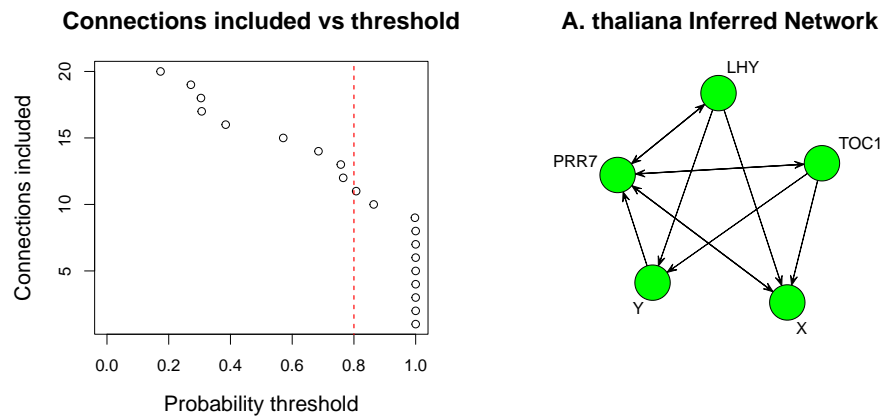 Connections included vs threshold
Connections included
20
15
10
5
0.0 0.2 0.4 0.6 0.8 1.0
Probability threshold
A. thaliana Inferred Network
LHY
TOC1
PRR7
Y
X